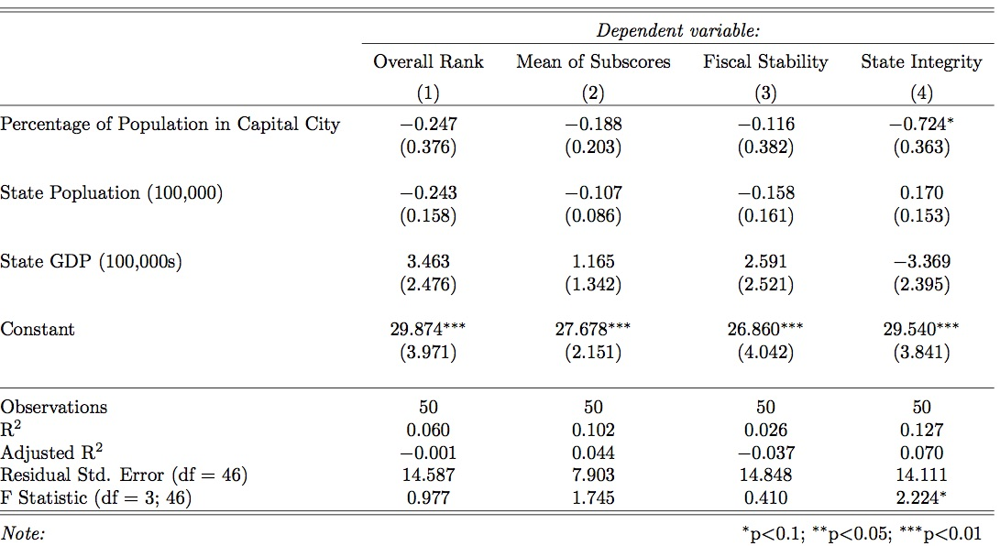 Dependent variable:
Overall Rank Mean of Subscores Fiscal Stability State Integrity
(1) (2) (3) (4)
Percentage of Population in Capital City −0.247 −0.188 −0.116 −0.724*
(0.376) (0.203) (0.382) (0.363)
State Popluation (100,000) −0.243 −0.107 −0.158 0.170
(0.158) (0.086) (0.161) (0.153)
State GDP (100,000s) 3.463 1.165 2.591 −3.369
(2.476) (1.342) (2.521) (2.395)
Constant 29.874*** 27.678*** 26.860*** 29.540***
(3.971) (2.151) (4.042) (3.841)
Observations 50 50 50 50
R² 0.060 0.102 0.026 0.127
Adjusted R² −0.001 0.044 −0.037 0.070
Residual Std. Error (df = 46) 14.587 7.903 14.848 14.111
F Statistic (df = 3; 46) 0.977 1.745 0.410 2.224*
Note: *p<0.1; **p<0.05; ***p<0.01